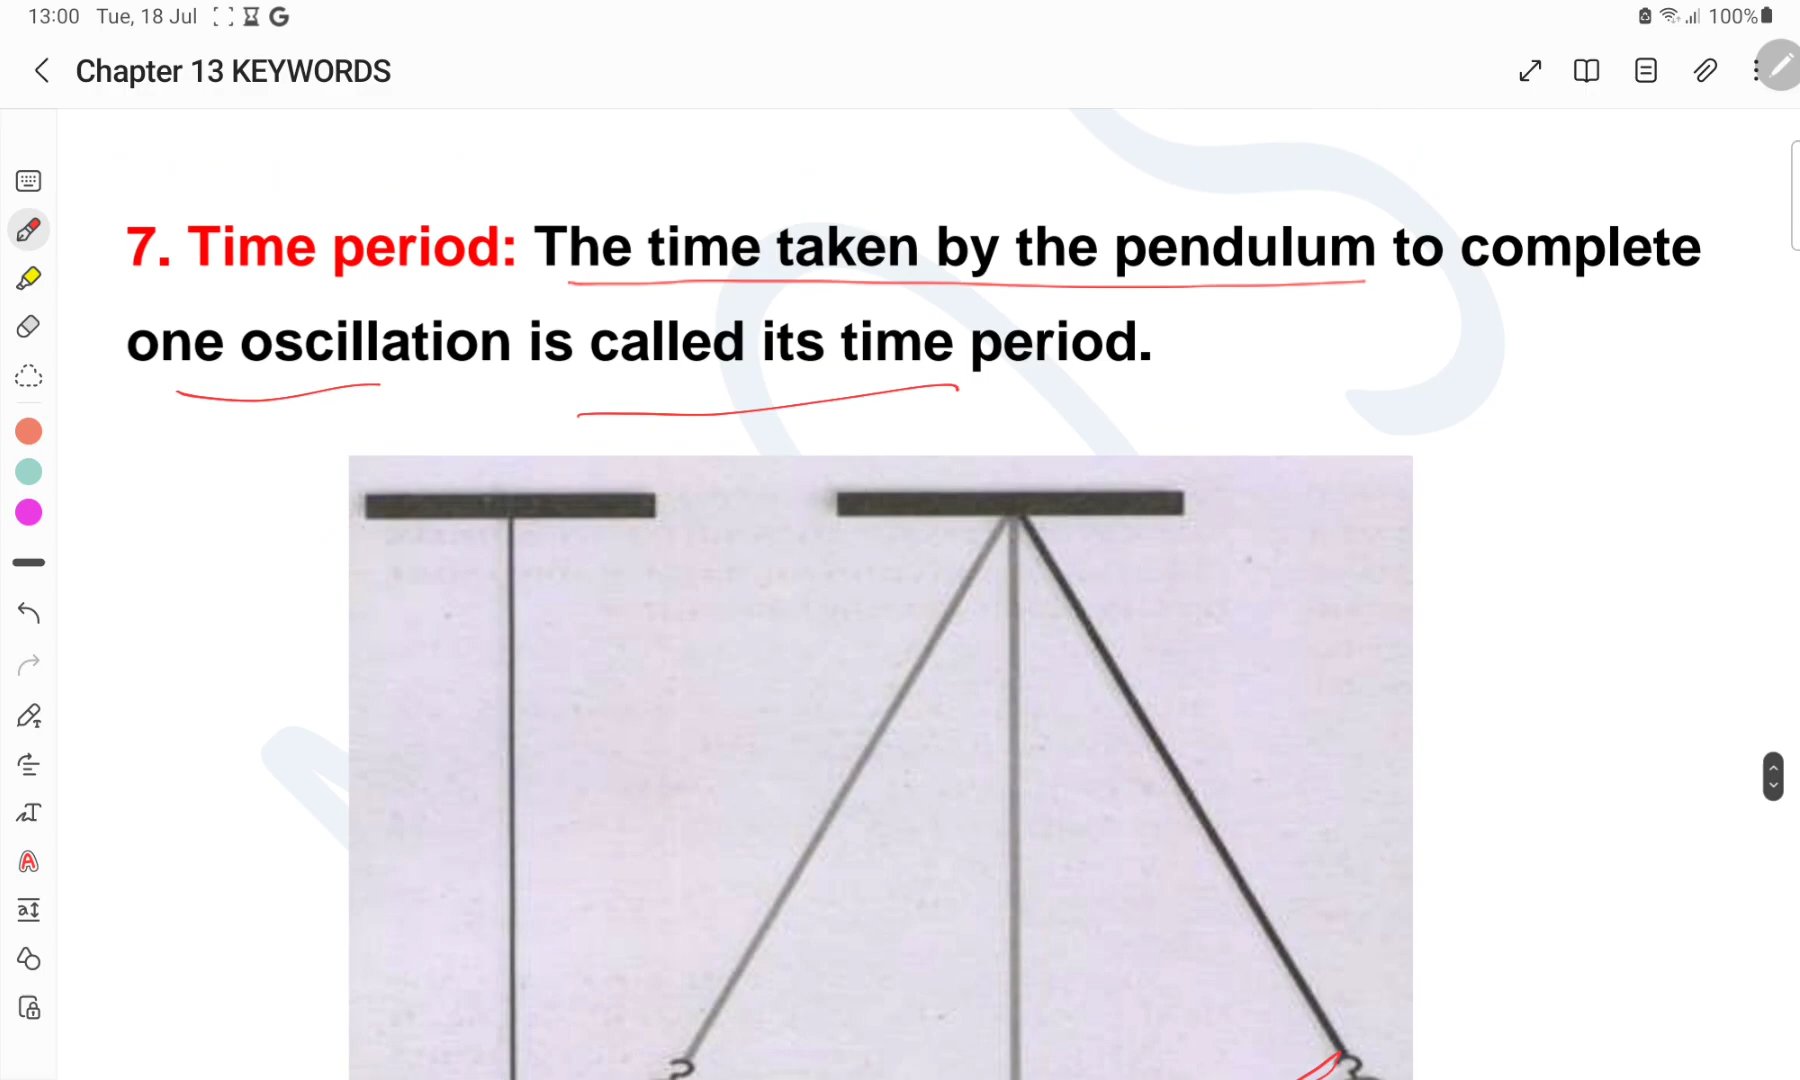 13:00 Tue, 18 Jul G 100%
Chapter 13 KEYWORDS
7. Time period: The time taken by the pendulum to complete
one oscillation is called its time period.